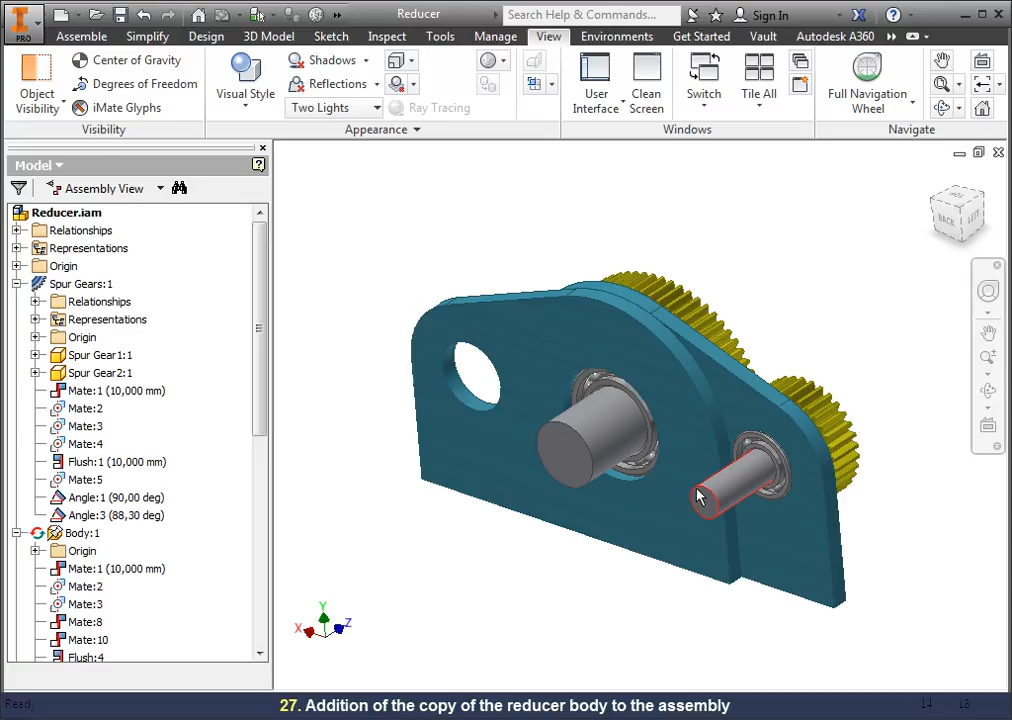 Reducer
Search Help & Commands...
Sign In
PRO
Assemble
Simplify
Design
3D Model
Sketch
Inspect
Tools
Manage
View
Environments
Get Started
Vault
Autodesk A360
Object
Visibility
Center of Gravity
Degrees of Freedom
iMate Glyphs
Visibility
Visual Style
Shadows
Reflections
Two Lights
Ray Tracing
Appearance
User
Interface
Clean
Screen
Switch
Tile All
Windows
Full Navigation
Wheel
Navigate
Model
Assembly View
Reducer.iam
Relationships
Representations
Origin
Spur Gears:1
Relationships
Representations
Origin
Spur Gear1:1
Spur Gear2:1
Mate:1 (10,000 mm)
Mate:2
Mate:3
Mate:4
Flush:1 (10,000 mm)
Mate:5
Angle:1 (90,00 deg)
Angle:3 (88,30 deg)
Body:1
Origin
Mate:1 (10,000 mm)
Mate:2
Mate:3
Mate:8
Mate:10
Flush:4
BACK
LEFT
Y
X
Z
Ready
27. Addition of the copy of the reducer body to the assembly
14